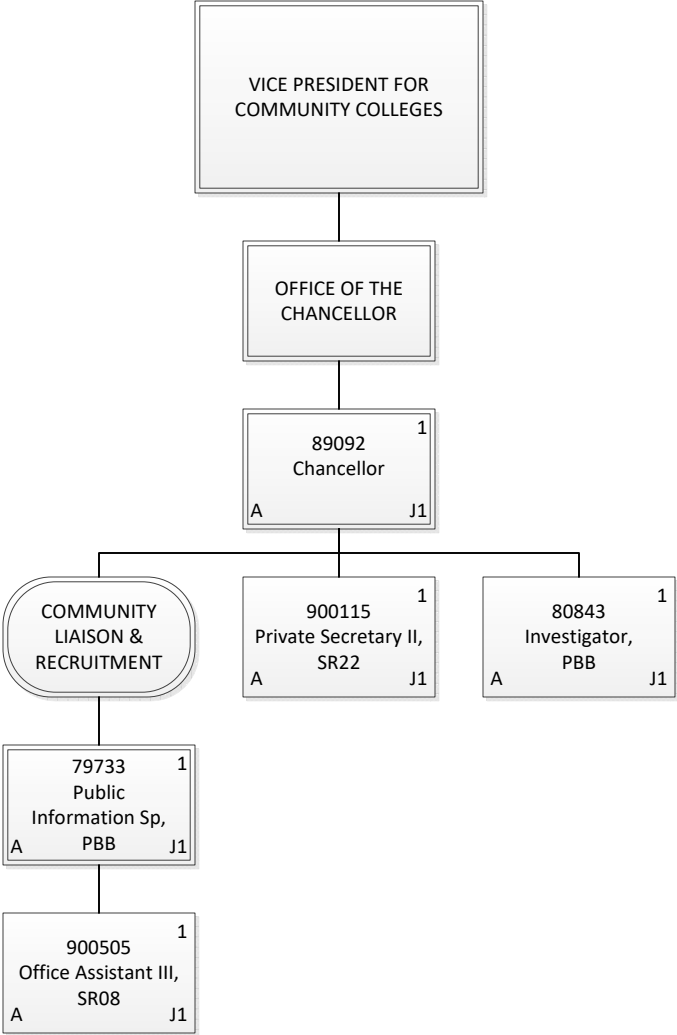 VICE PRESIDENT FOR
COMMUNITY COLLEGES
OFFICE OF THE
CHANCELLOR
1
89092
Chancellor
A J1
COMMUNITY
LIAISON &
RECRUITMENT
1
900115
Private Secretary II,
SR22
A J1
1
80843
Investigator,
PBB
A J1
79733 1
Public
Information Sp,
A PBB J1
1
900505
Office Assistant III,
SR08
A J1